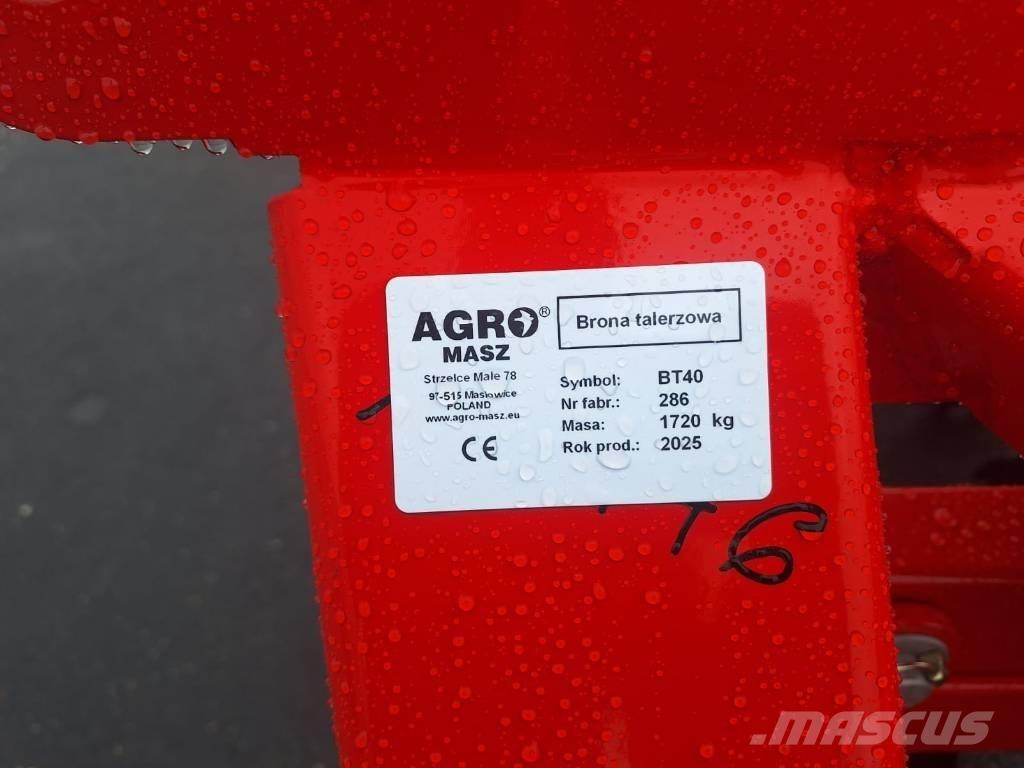 AGRO® MASZ
Strzelce Małe 78
97-515 Masłowice
POLAND
www.agro-masz.eu
CE
Brona talerzowa
Symbol: BT40
Nr fabr.: 286
Masa: 1720 kg
Rok prod.: 2025
6
MASCUS